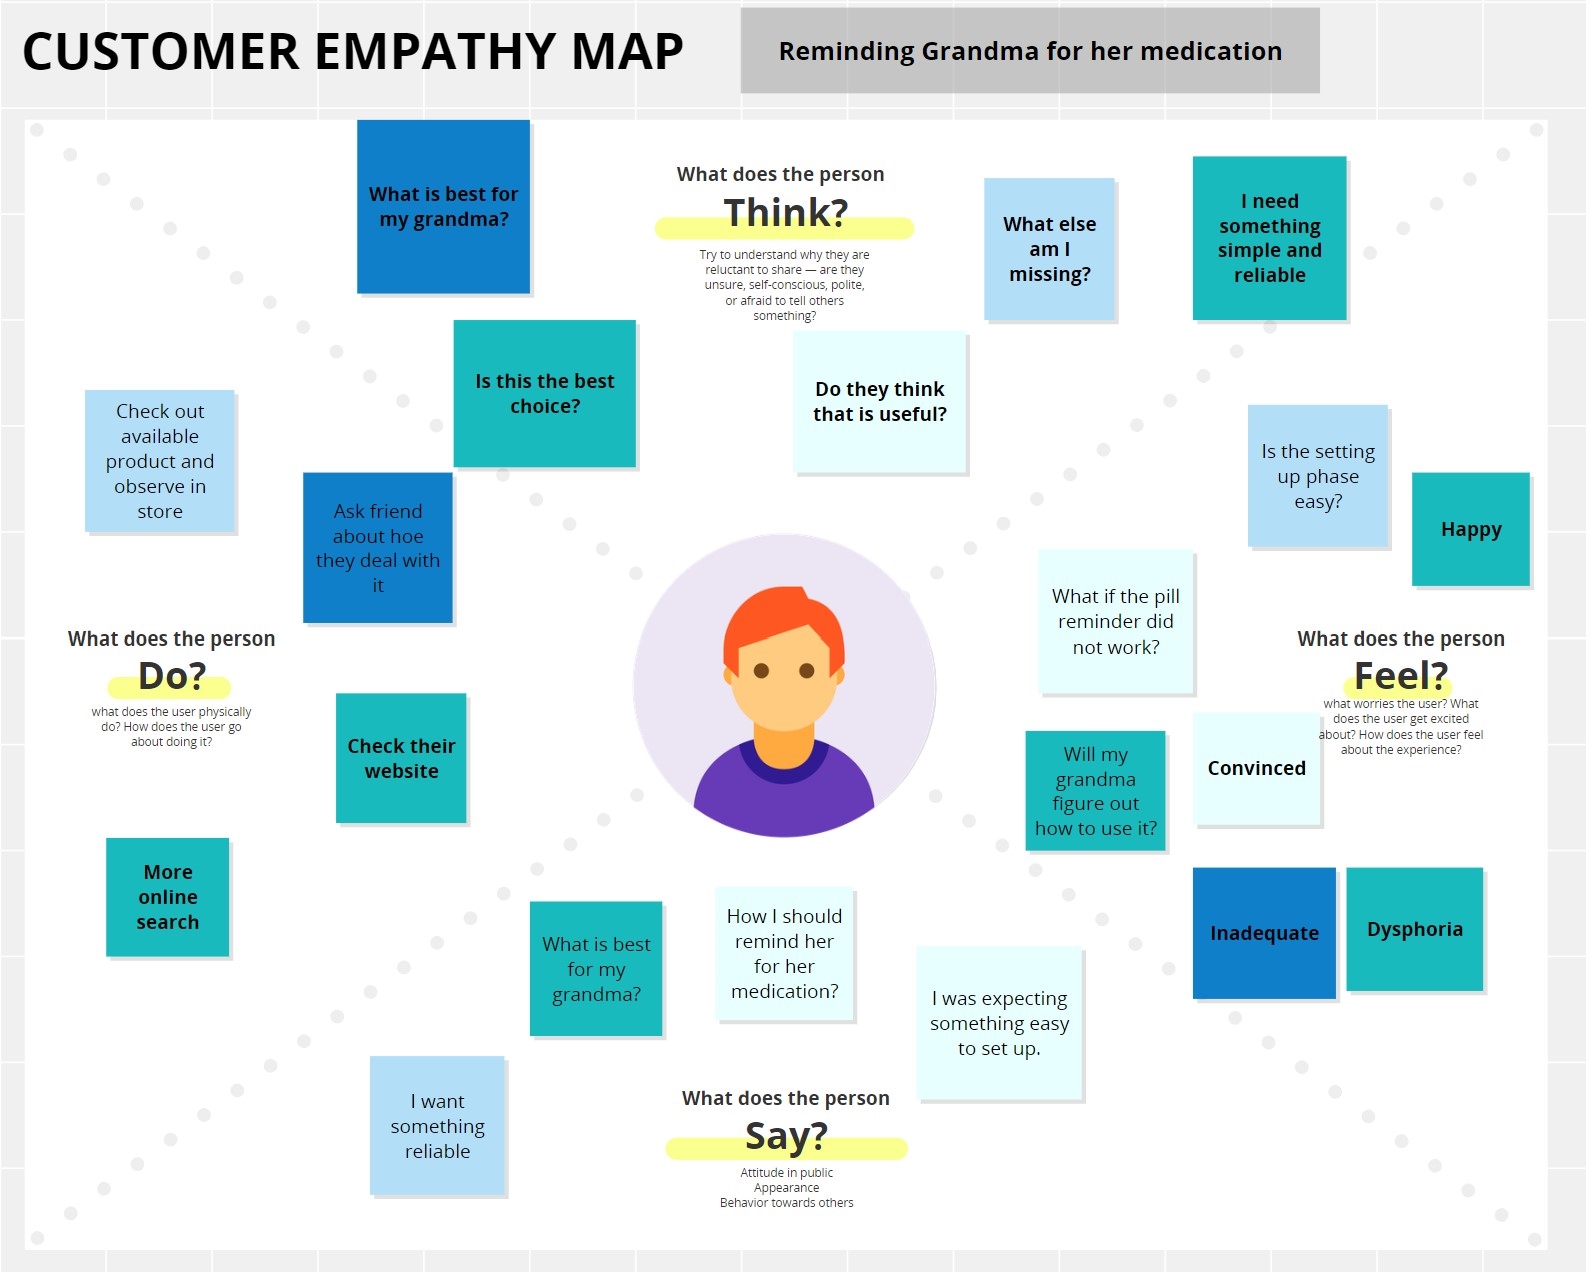 CUSTOMER EMPATHY MAP
Reminding Grandma for her medication
What is best for
my grandma?
What does the person
Think?
Try to understand why they are
reluctant to share — are they
unsure, self-conscious, polite,
or afraid to tell others
something?
What else
am I
missing?
I need
something
simple and
reliable
Is this the best
choice?
Do they think
that is useful?
Check out
available
product and
observe in
store
Ask friend
about hoe
they deal with
it
What does the person
Do?
what does the user physically
do? How does the user go
about doing it?
Check their
website
More
online
search
Is the setting
up phase
easy?
Happy
What if the pill
reminder did
not work?
What does the person
Feel?
what worries the user? What
does the user get excited
about? How does the user feel
about the experience?
Will my
grandma
figure out
how to use it?
Convinced
Inadequate
Dysphoria
What is best
for my
grandma?
How I should
remind her
for her
medication?
I was expecting
something easy
to set up.
I want
something
reliable
What does the person
Say?
Attitude in public
Appearance
Behavior towards others